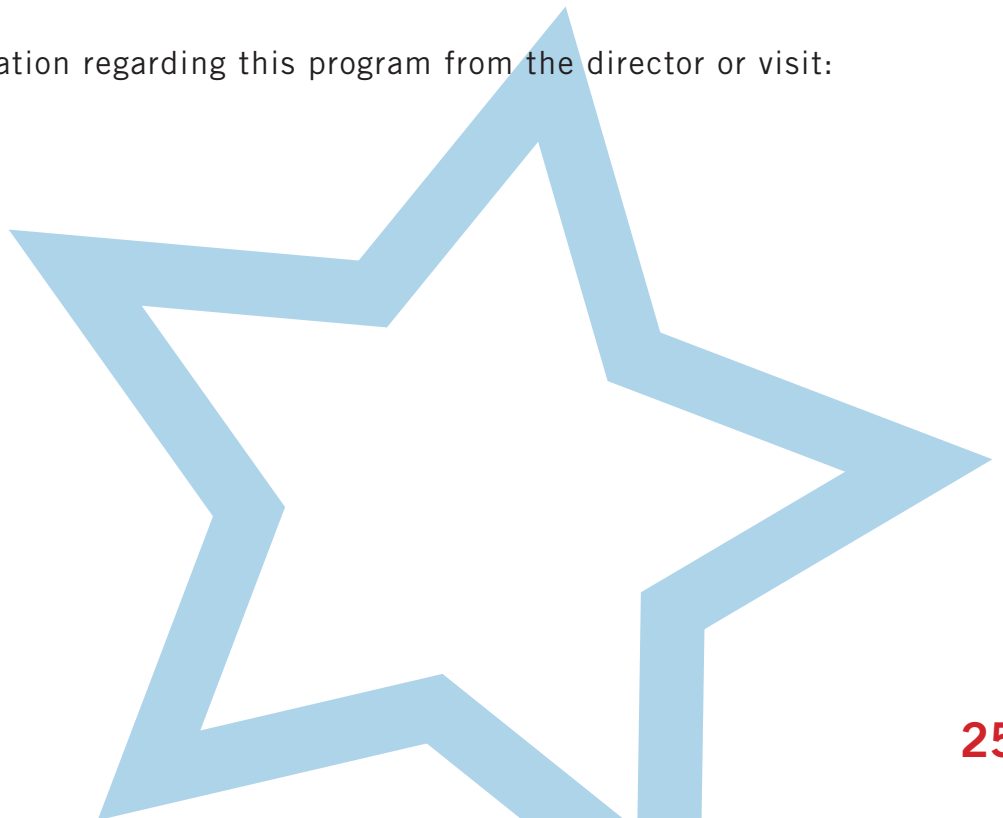 ation regarding this program from the director or visit:
25